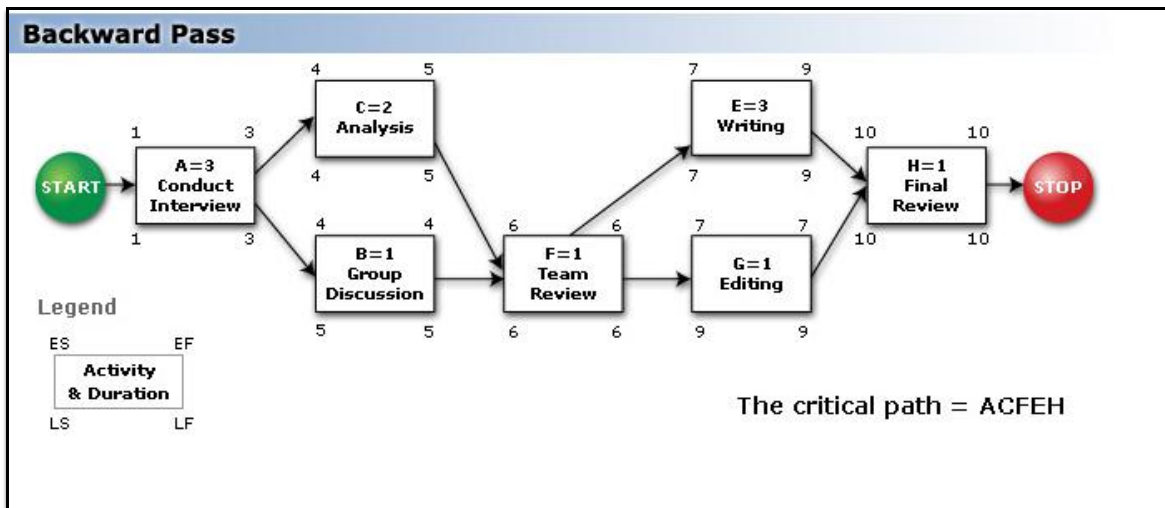 Backward Pass
4 5
7 9
C=2
Analysis
E=3
Writing
1 3
10 10
START
A=3
Conduct
Interview
4 5
7 9
H=1
Final
Review
STOP
1 3
4 4
6 6
7 7
10 10
B=1
Group
Discussion
F=1
Team
Review
G=1
Editing
5 5
6 6
9 9
Legend
ES EF
Activity
& Duration
LS LF
The critical path = ACFEH